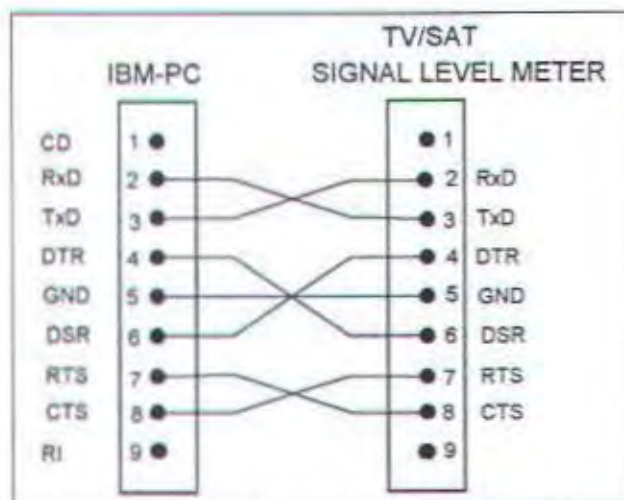 TV/SAT
IBM-PC SIGNAL LEVEL METER
CD 1 1
RxD 2 2 RxD
TxD 3 3 TxD
DTR 4 4 DTR
GND 5 5 GND
DSR 6 6 DSR
RTS 7 7 RTS
CTS 8 8 CTS
RI 9 9